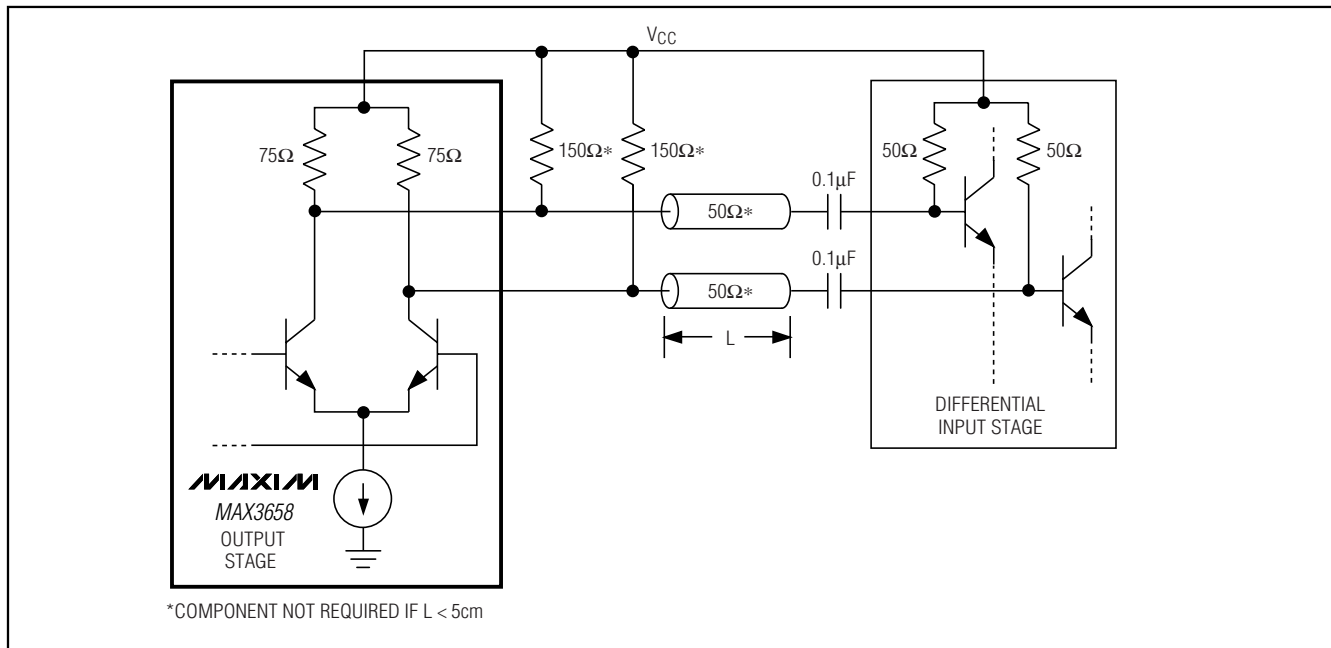 VCC
75Ω
75Ω
150Ω*
150Ω*
50Ω
50Ω
0.1μF
50Ω*
0.1μF
50Ω*
L
DIFFERENTIAL
INPUT STAGE
MAXIM
MAX3658
OUTPUT
STAGE
*COMPONENT NOT REQUIRED IF L < 5cm